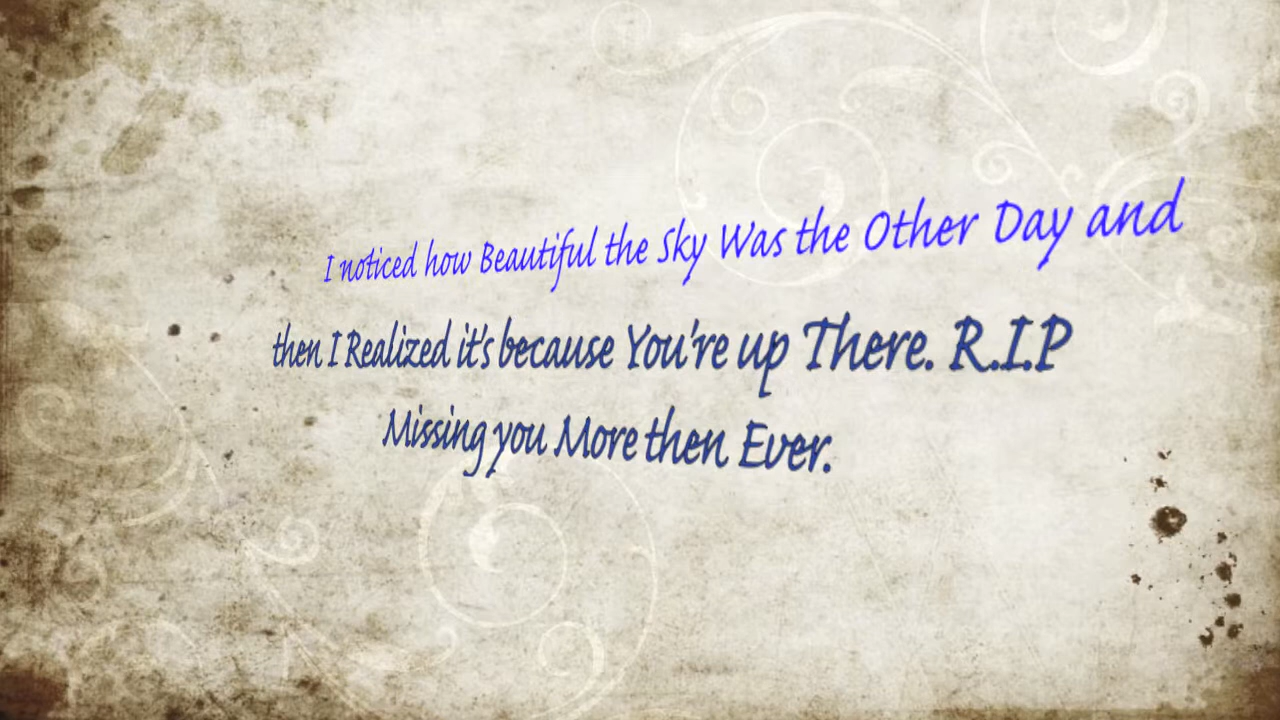 I noticed how Beautiful the Sky Was the Other Day and
then I Realized it's because You're up There. R.I.P
Missing you More then Ever.